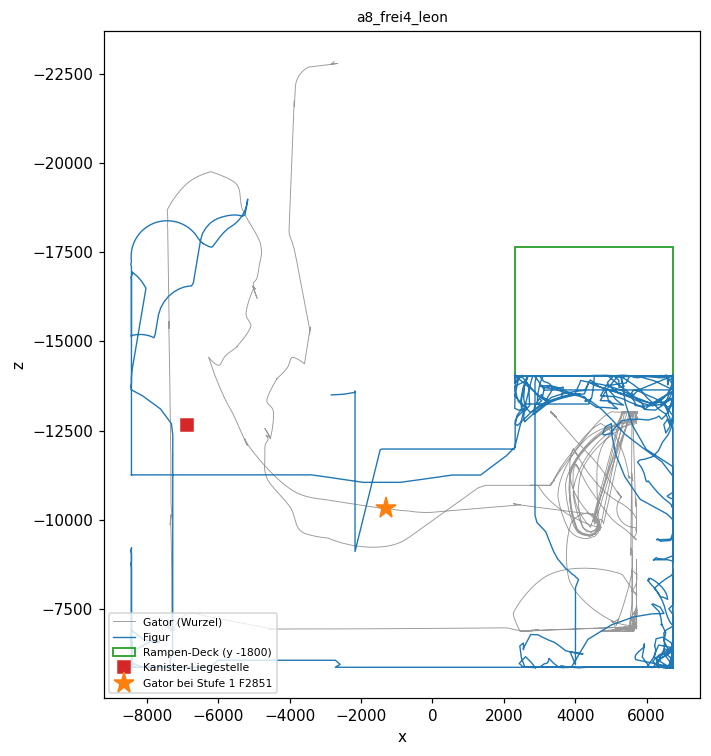 a8_frei4_leon
−22500
−20000
−17500
−15000
−12500
−10000
−7500
z
Gator (Wurzel)
Figur
Rampen-Deck (y -1800)
Kanister-Liegestelle
Gator bei Stufe 1 F2851
−8000 −6000 −4000 −2000 0 2000 4000 6000
x